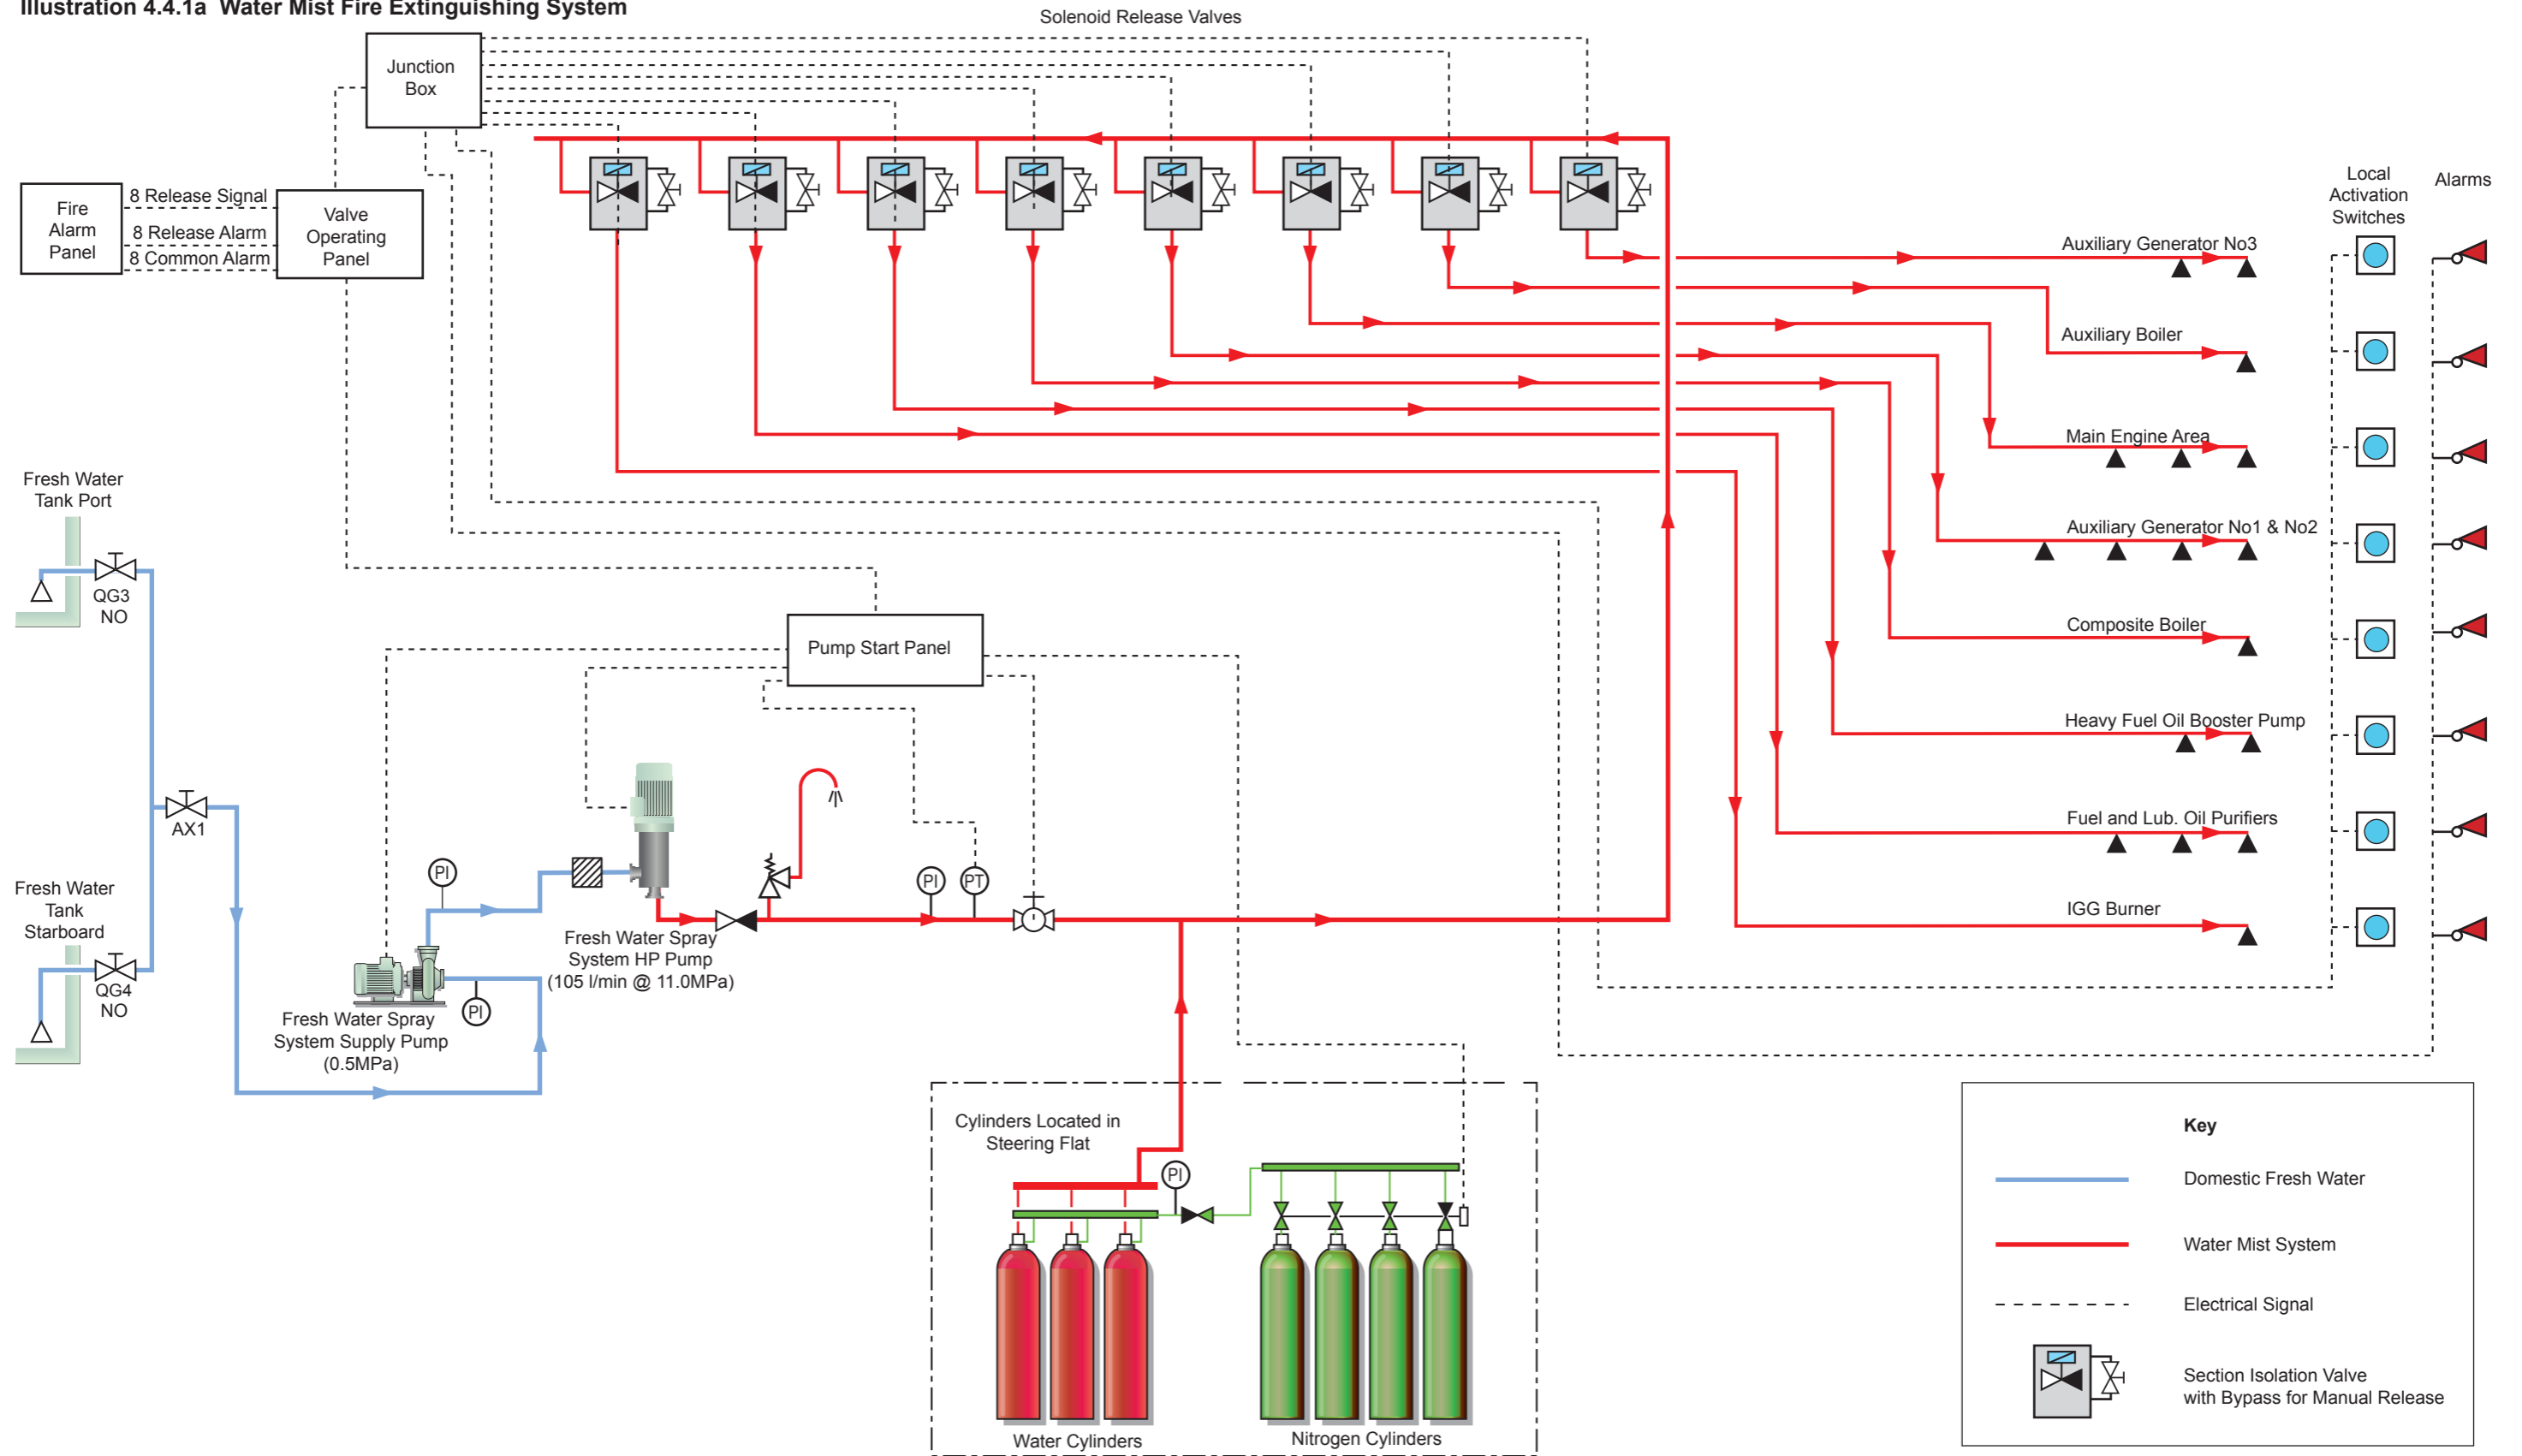 Illustration 4.4.1a  Water Mist Fire Extinguishing System
Solenoid Release Valves
Junction
Box
Fire
Alarm
Panel
8 Release Signal
8 Release Alarm
8 Common Alarm
Valve
Operating
Panel
Local
Activation
Switches
Alarms
Auxiliary Generator No3
Auxiliary Boiler
Main Engine Area
Auxiliary Generator No1 & No2
Composite Boiler
Heavy Fuel Oil Booster Pump
Fuel and Lub. Oil Purifiers
IGG Burner
Fresh Water
Tank Port
QG3
NO
AX1
Fresh Water
Tank
Starboard
QG4
NO
Pump Start Panel
PI
PI
PI
PT
Fresh Water Spray
System Supply Pump
(0.5MPa)
Fresh Water Spray
System HP Pump
(105 l/min @ 11.0MPa)
Cylinders Located in
Steering Flat
PI
Water Cylinders
Nitrogen Cylinders
Key
Domestic Fresh Water
Water Mist System
Electrical Signal
Section Isolation Valve
with Bypass for Manual Release